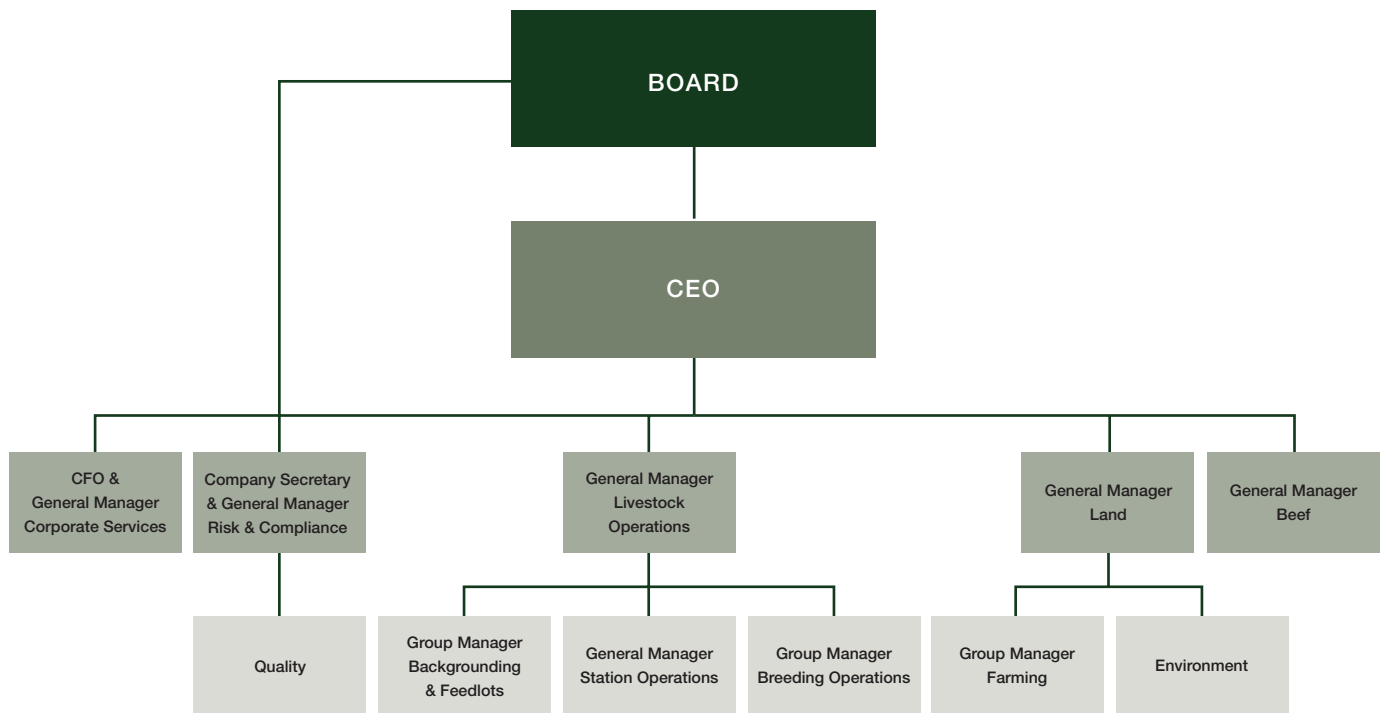 BOARD
CEO
CFO &
General Manager
Corporate Services
Company Secretary
& General Manager
Risk & Compliance
General Manager
Livestock
Operations
General Manager
Land
General Manager
Beef
Quality
Group Manager
Backgrounding
& Feedlots
General Manager
Station Operations
Group Manager
Breeding Operations
Group Manager
Farming
Environment